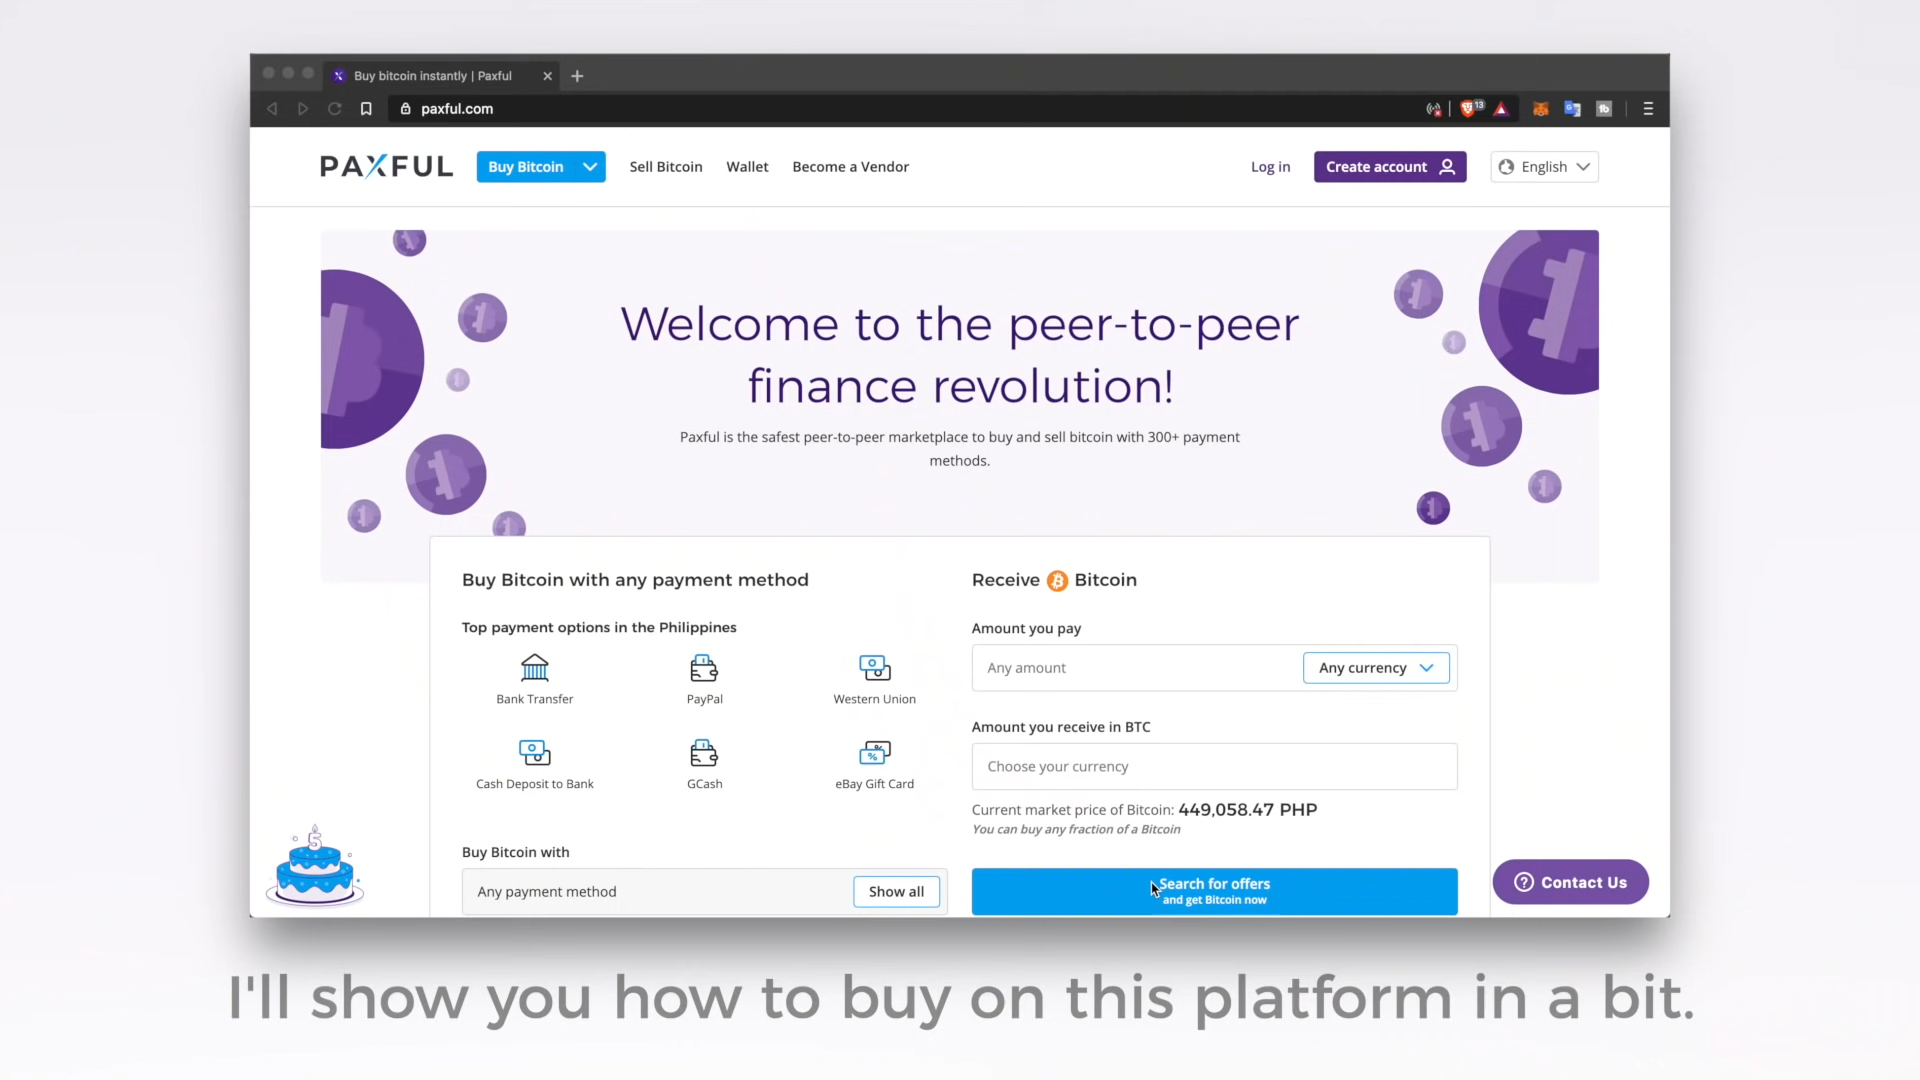 Buy bitcoin instantly | Paxful
paxful.com
13
PAXFUL
Buy Bitcoin
Sell Bitcoin
Wallet
Become a Vendor
Log in
Create account
English
Welcome to the peer-to-peer
finance revolution!
Paxful is the safest peer-to-peer marketplace to buy and sell bitcoin with 300+ payment
methods.
Buy Bitcoin with any payment method
Top payment options in the Philippines
Bank Transfer
PayPal
Western Union
Cash Deposit to Bank
GCash
eBay Gift Card
Buy Bitcoin with
Any payment method
Show all
Receive Bitcoin
Amount you pay
Any amount
Any currency
Amount you receive in BTC
Choose your currency
Current market price of Bitcoin: 449,058.47 PHP
You can buy any fraction of a Bitcoin
Search for offers
and get Bitcoin now
5
Contact Us
I'll show you how to buy on this platform in a bit.